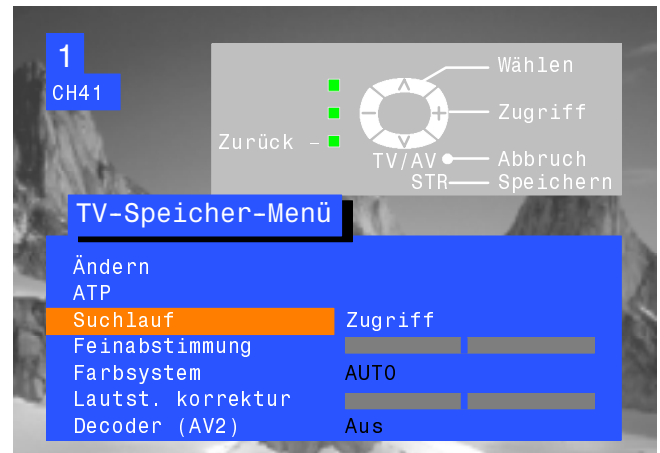 1
CH41
Wählen
Zugriff
Zurück –
TV/AV Abbruch
STR Speichern
TV-Speicher-Menü
Ändern
ATP
Suchlauf Zugriff
Feinabstimmung
Farbsystem AUTO
Lautst. korrektur
Decoder (AV2) Aus